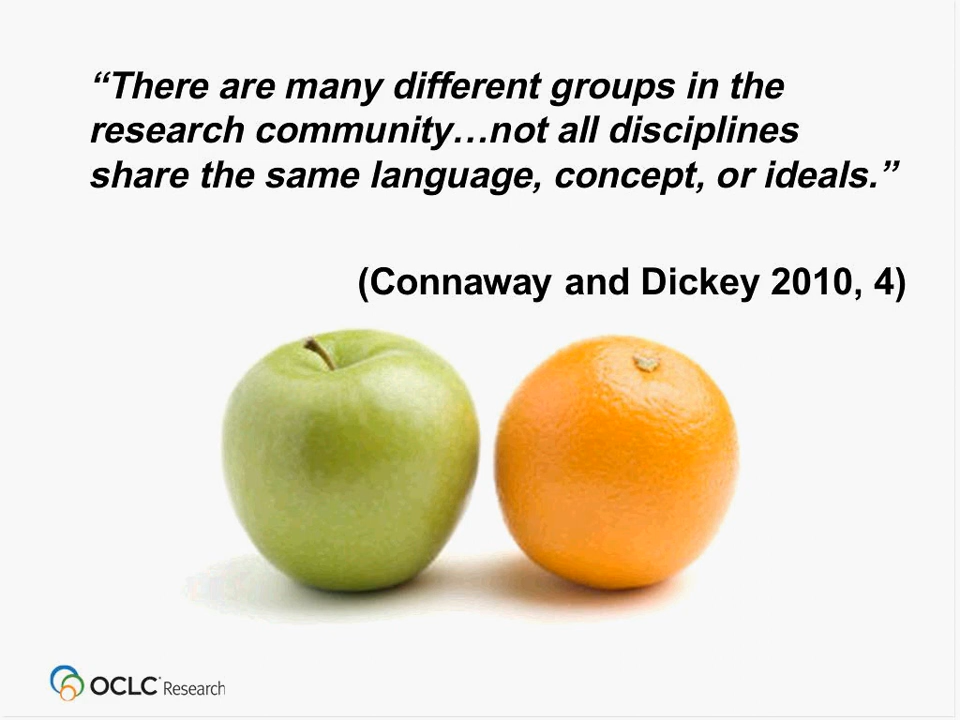 “There are many different groups in the
research community…not all disciplines
share the same language, concept, or ideals.”
(Connaway and Dickey 2010, 4)
OCLC Research